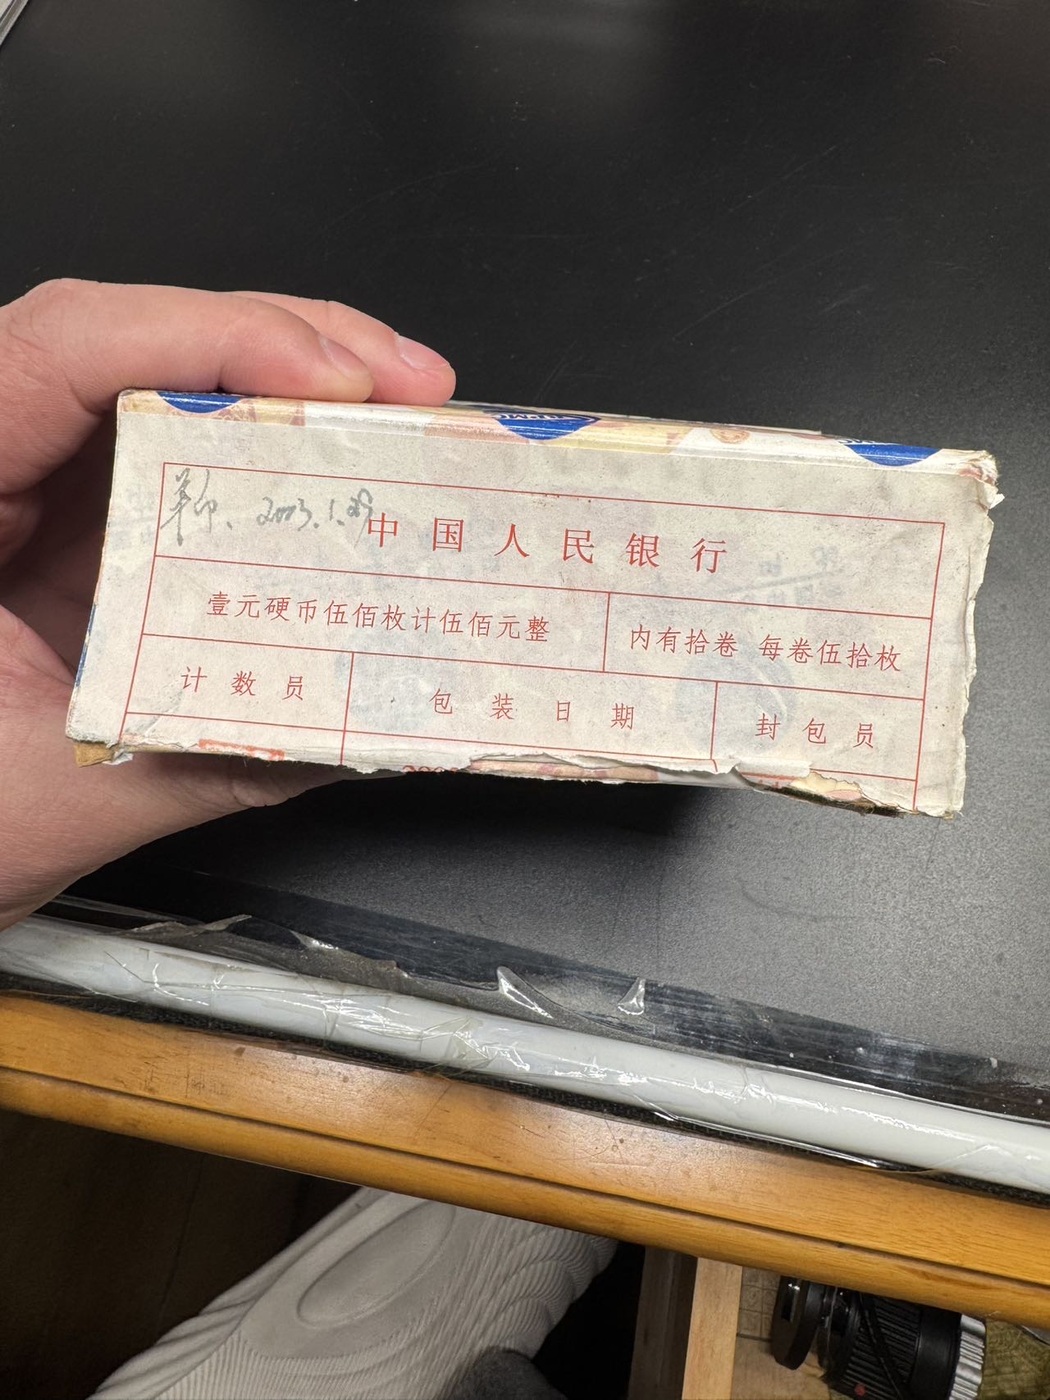 羊年、2003.1.29
中国人民银行
壹元硬币伍佰枚计伍佰元整
内有拾卷 每卷伍拾枚
计数员
包装日期
封包员